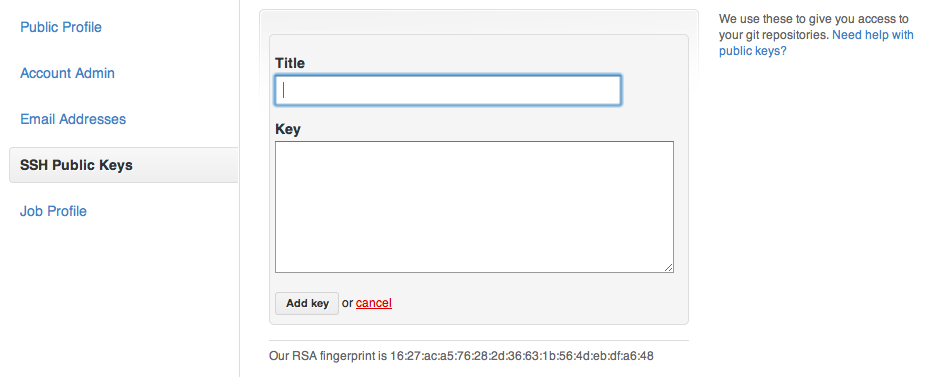 Public Profile
Account Admin
Email Addresses
SSH Public Keys
Job Profile
Title
Key
Add key or cancel
Our RSA fingerprint is 16:27:ac:a5:76:28:2d:36:63:1b:56:4d:eb:df:a6:48
We use these to give you access to
your git repositories. Need help with
public keys?